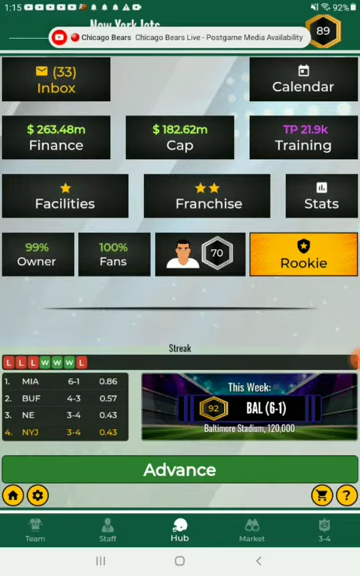 1:15
92%
New York Jets
89
Chicago Bears Chicago Bears Live - Postgame Media Availability
(33)
Inbox
Calendar
$ 263.48m
Finance
$ 182.62m
Cap
TP 21.9k
Training
Facilities
Franchise
Stats
99%
Owner
100%
Fans
70
Rookie
Streak
L L L W W W L
1. MIA 6-1 0.86
2. BUF 4-3 0.57
3. NE 3-4 0.43
4. NYJ 3-4 0.43
This Week:
92 BAL (6-1)
Baltimore Stadium, 120,000
Advance
?
Team
Staff
Hub
Market
3-4